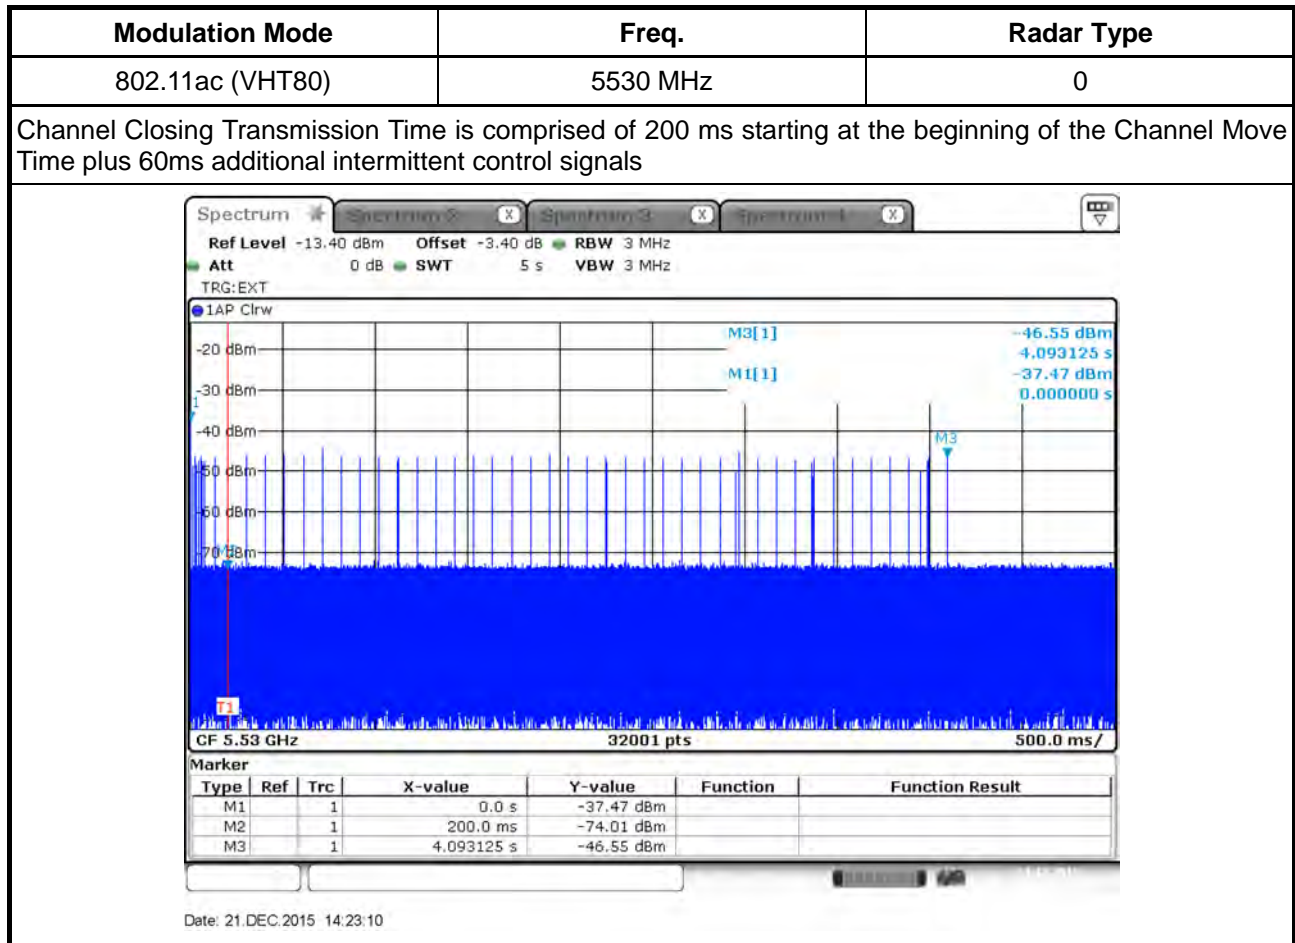 Modulation Mode Freq. Radar Type
802.11ac (VHT80) 5530 MHz 0
Channel Closing Transmission Time is comprised of 200 ms starting at the beginning of the Channel Move
Time plus 60ms additional intermittent control signals
Spectrum Spectrum 2 X Spectrum 3 X Spectrum 4 X
Ref Level -13.40 dBm Offset -3.40 dB RBW 3 MHz
Att 0 dB SWT 5 s VBW 3 MHz
TRG:EXT
1AP Clrw
M3[1] -46.55 dBm
-20 dBm
4.093125 s
M1[1] -37.47 dBm
-30 dBm
0.000000 s
1
-40 dBm
M3
-50 dBm
-60 dBm
-70 dBm
T1
CF 5.53 GHz 32001 pts 500.0 ms/
Marker
Type Ref Trc X-value Y-value Function Function Result
M1 1 0.0 s -37.47 dBm
M2 1 200.0 ms -74.01 dBm
M3 1 4.093125 s -46.55 dBm
Date: 21.DEC.2015 14:23:10